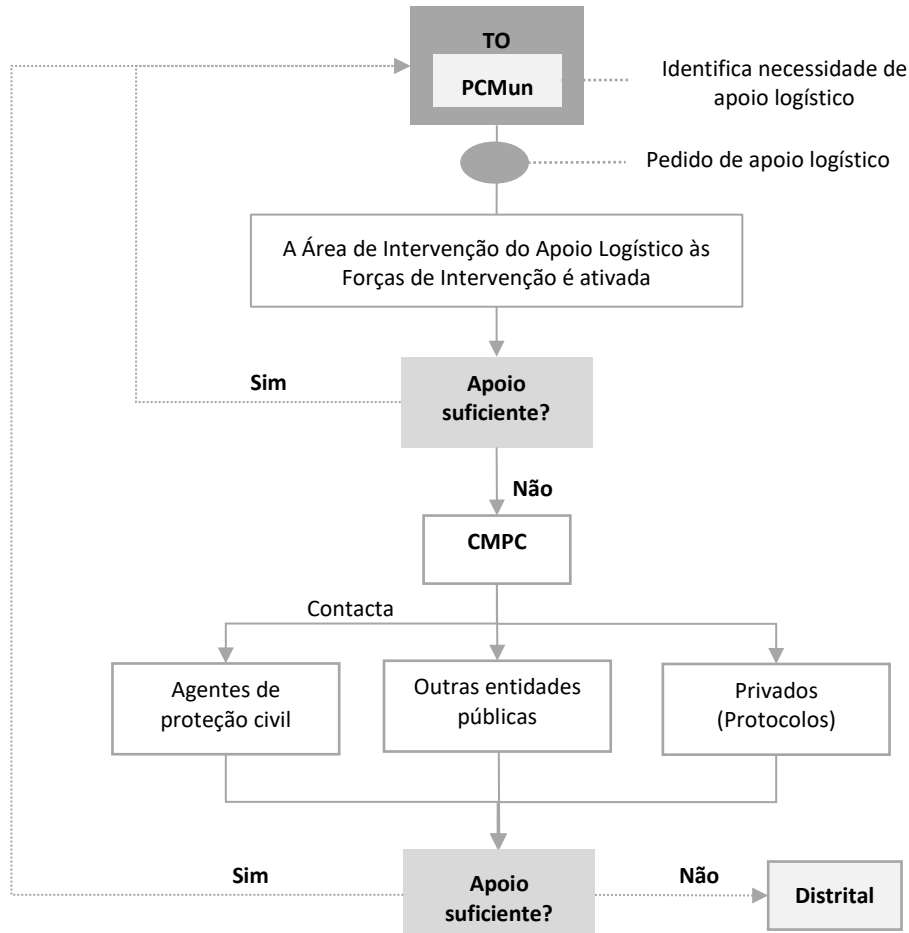 TO
PCMun
Identifica necessidade de
apoio logístico
Pedido de apoio logístico
A Área de Intervenção do Apoio Logístico às
Forças de Intervenção é ativada
Sim
Apoio
suficiente?
Não
CMPC
Contacta
Agentes de
proteção civil
Outras entidades
públicas
Privados
(Protocolos)
Sim
Apoio
suficiente?
Não
Distrital